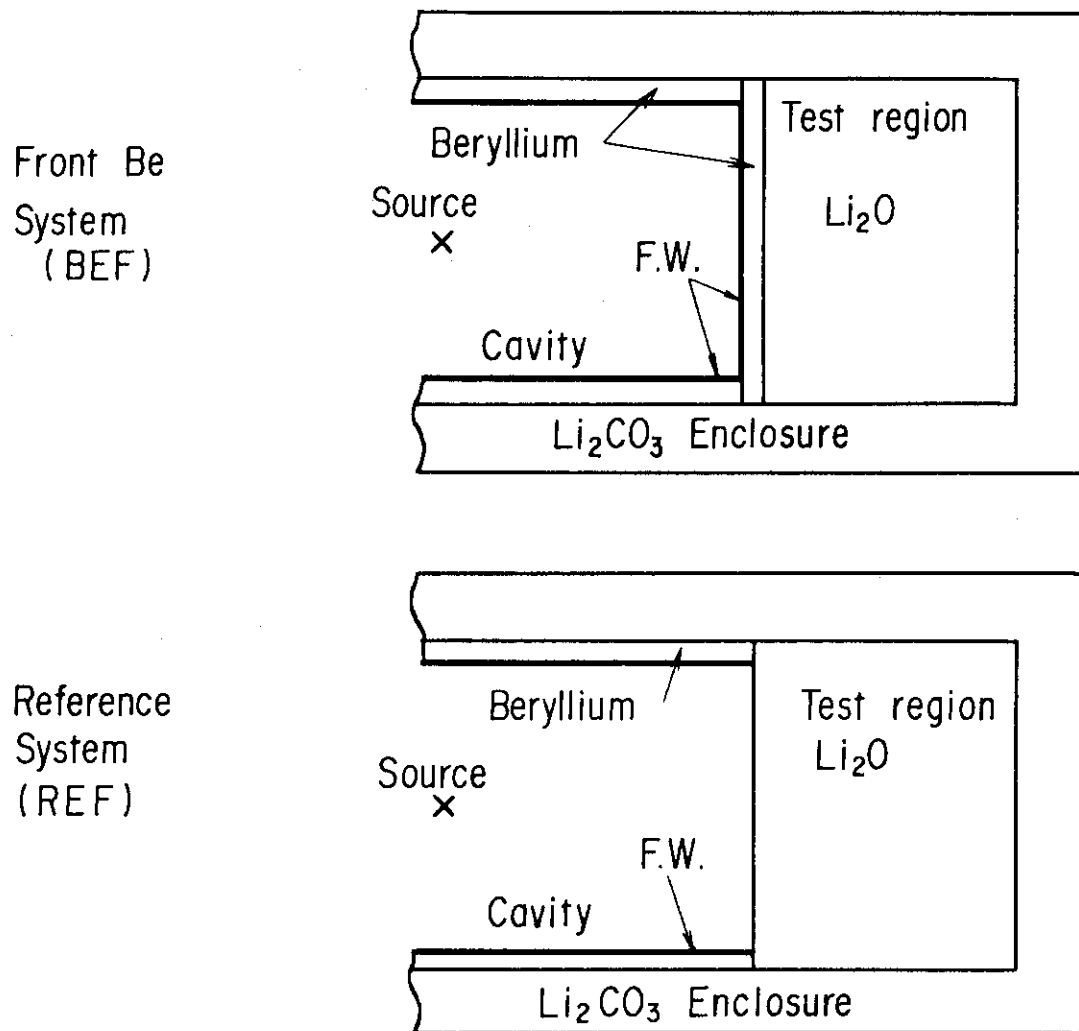 Front Be
System
(BEF)
Beryllium
Source
×
F.W.
Cavity
Test region
Li₂O
Li₂CO₃ Enclosure
Reference
System
(REF)
Beryllium
Source
×
F.W.
Cavity
Test region
Li₂O
Li₂CO₃ Enclosure